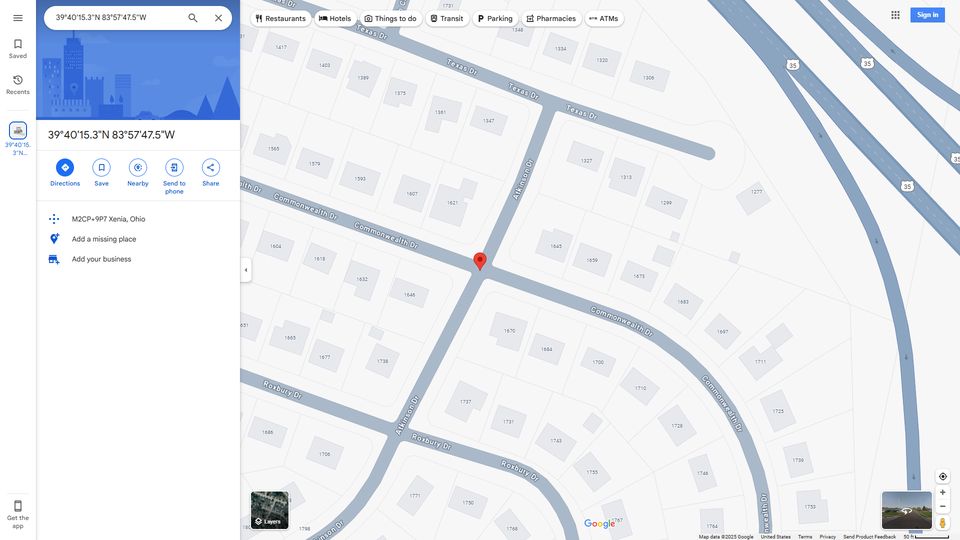 39°40'15.3"N 83°57'47.5"W
Restaurants
Hotels
Things to do
Transit
Parking
Pharmacies
ATMs
Sign in
Saved
Recents
39°40'15.
3"N...
39°40'15.3"N 83°57'47.5"W
Directions
Save
Nearby
Send to
phone
Share
M2CP+9P7 Xenia, Ohio
Add a missing place
Add your business
Get the
app
1417
1403
1389
1375
1361
1347
1348
1334
1320
1306
Texas Dr
Texas Dr
Texas Dr
35
35
35
35
1565
1579
1593
1607
1621
Atkinson Dr
1327
1313
1299
1277
Commonwealth Dr
1604
1618
1632
1646
1645
1659
1673
1683
1697
1711
Commonwealth Dr
1651
1665
1677
1738
1670
1684
1700
1710
1728
1725
1739
1753
1746
1764
Commonwealth Dr
Roxbury Dr
Atkinson Dr
Roxbury Dr
Roxbury Dr
1737
1731
1743
1755
1767
1686
1706
1771
1750
1768
1798
nson Dr
nwealth Dr
Layers
Google
Map data ©2025 Google
United States
Terms
Privacy
Send Product Feedback
50 ft